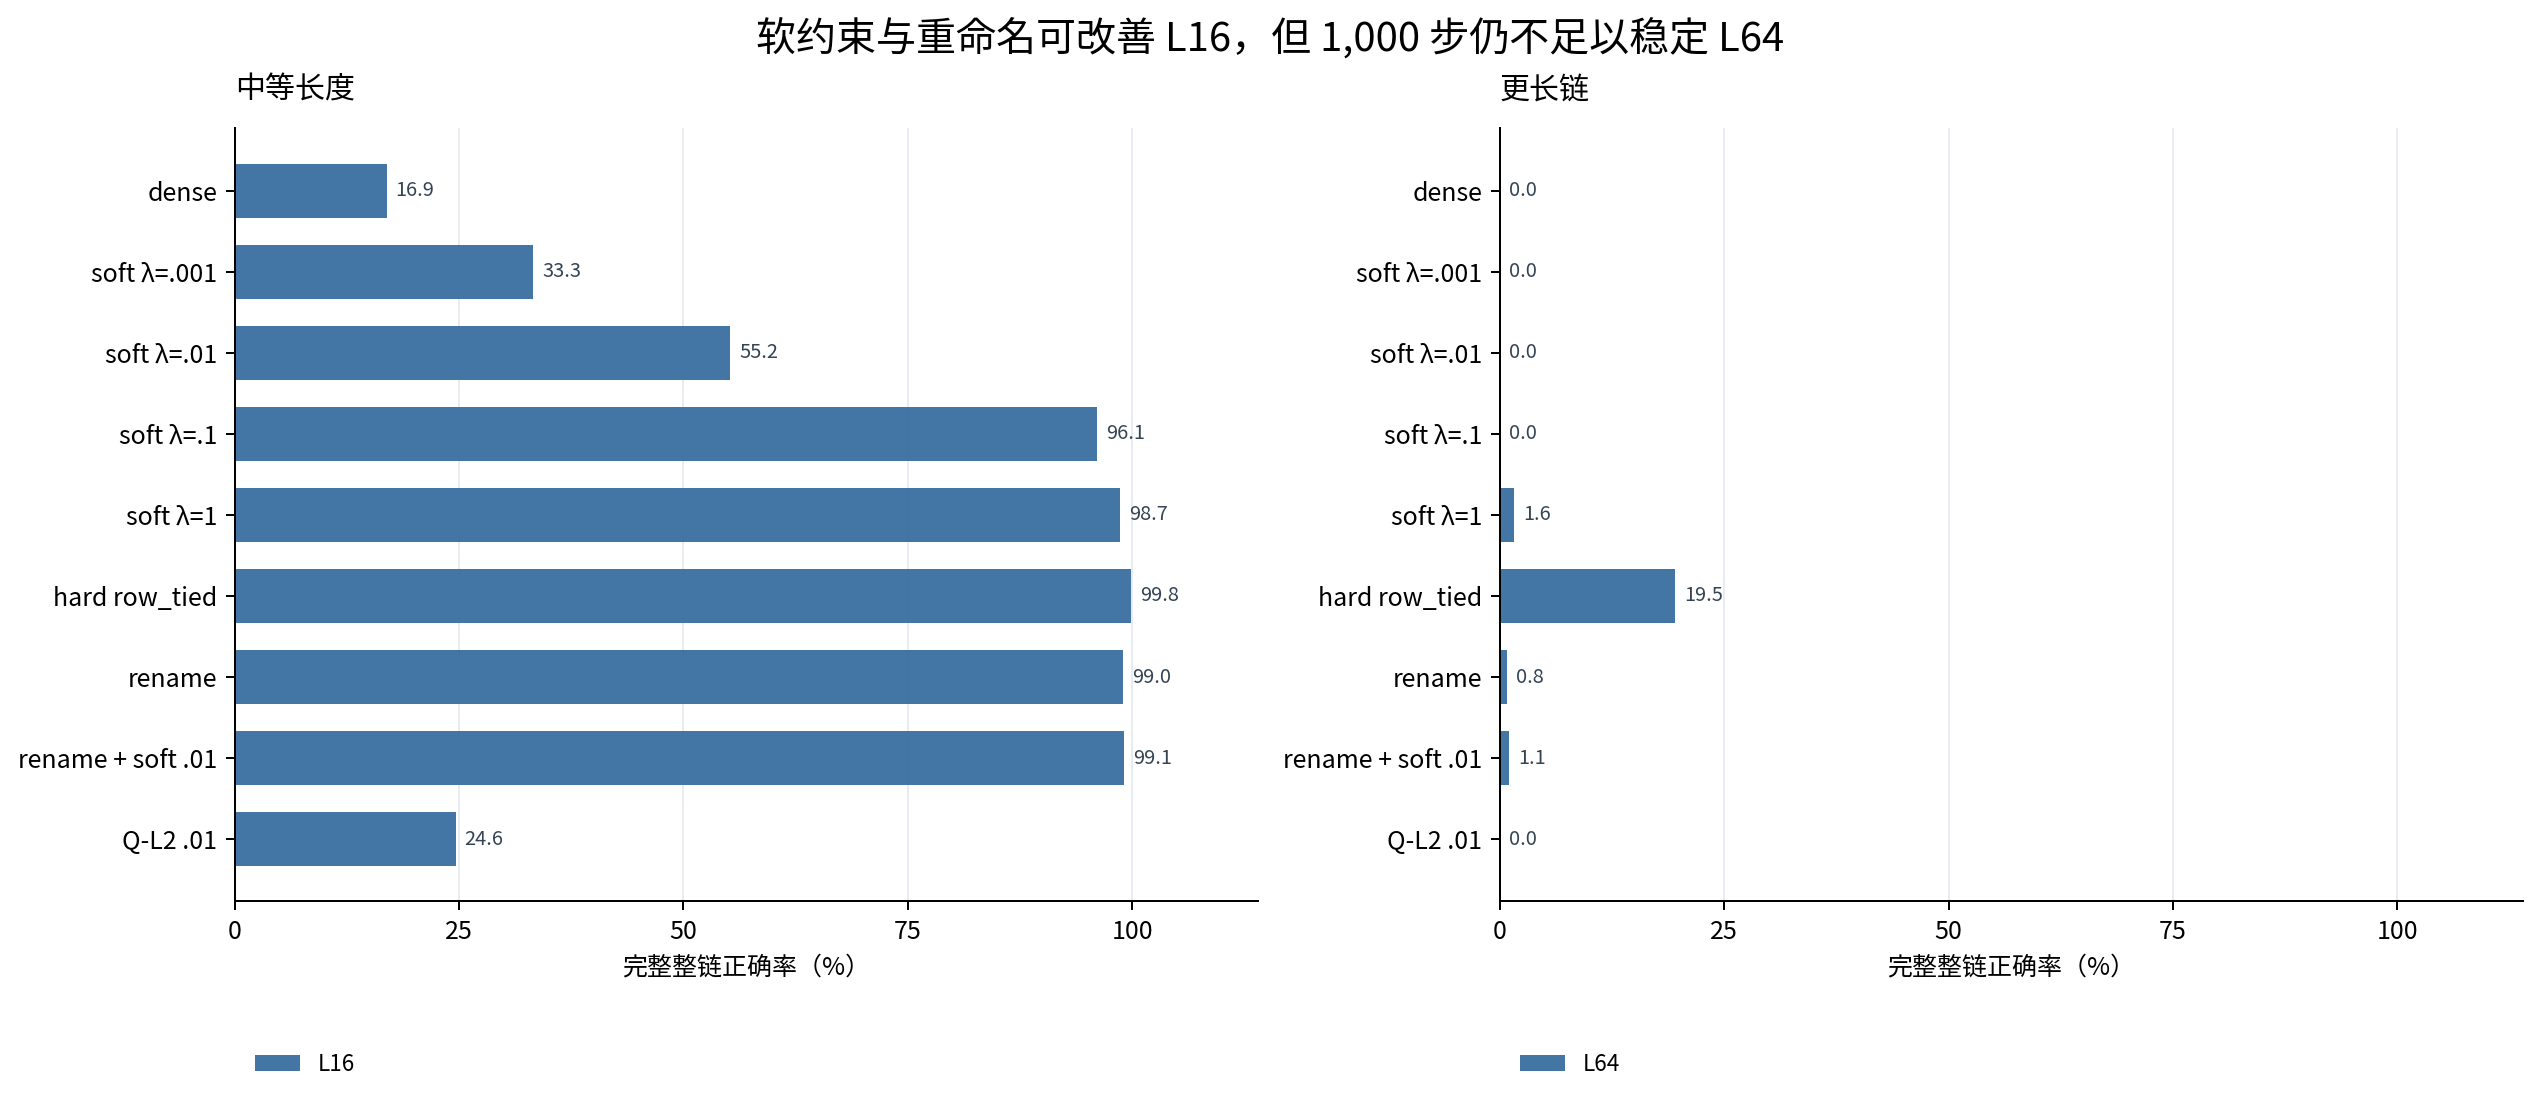 软约束与重命名可改善 L16，但 1,000 步仍不足以稳定 L64
中等长度
dense 16.9
soft λ=.001 33.3
soft λ=.01 55.2
soft λ=.1 96.1
soft λ=1 98.7
hard row_tied 99.8
rename 99.0
rename + soft .01 99.1
Q-L2 .01 24.6
0 25 50 75 100
完整整链正确率（%）
L16
更长链
dense 0.0
soft λ=.001 0.0
soft λ=.01 0.0
soft λ=.1 0.0
soft λ=1 1.6
hard row_tied 19.5
rename 0.8
rename + soft .01 1.1
Q-L2 .01 0.0
0 25 50 75 100
完整整链正确率（%）
L64